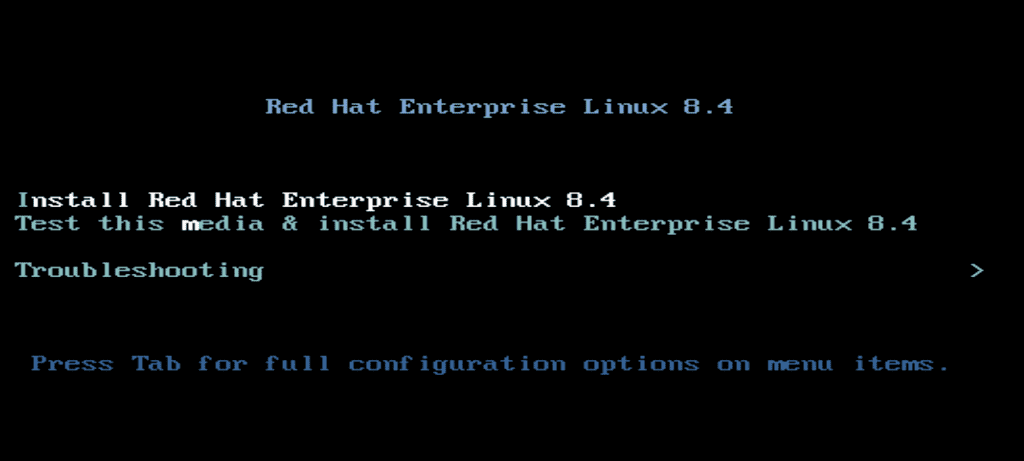 Red Hat Enterprise Linux 8.4
Install Red Hat Enterprise Linux 8.4
Test this media & install Red Hat Enterprise Linux 8.4
Troubleshooting >
Press Tab for full configuration options on menu items.